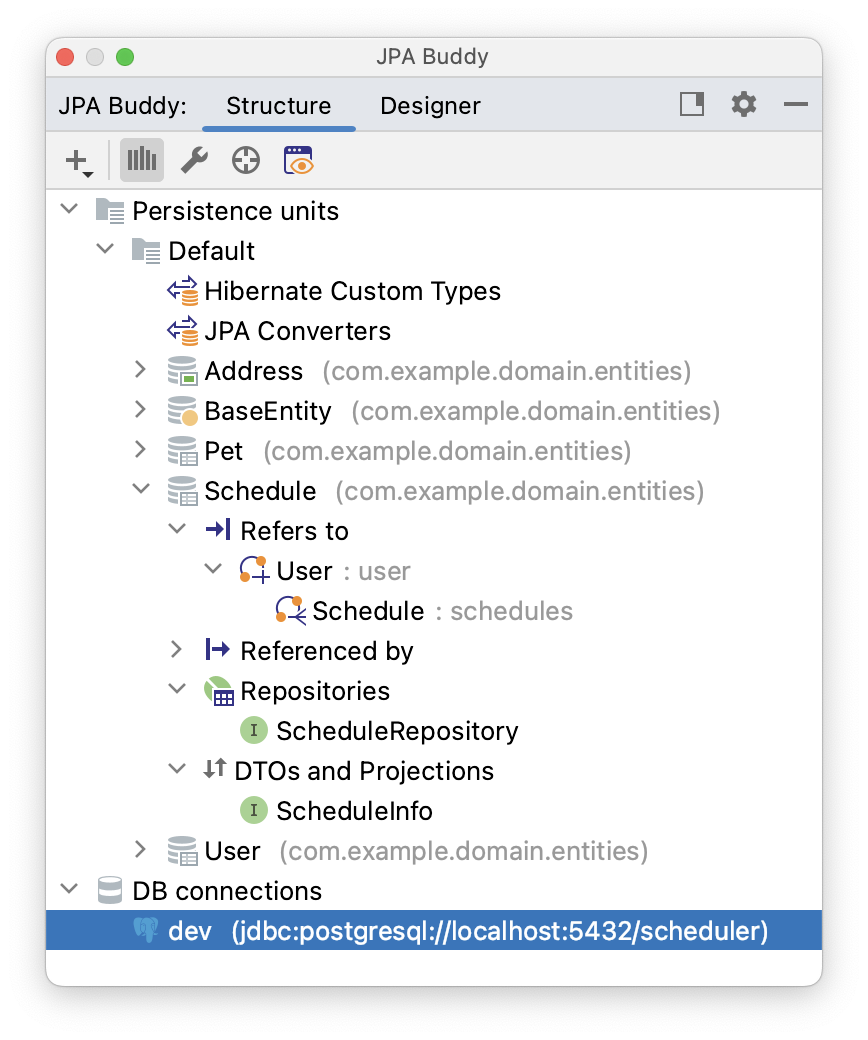 JPA Buddy
JPA Buddy: Structure Designer
Persistence units
Default
Hibernate Custom Types
JPA Converters
Address (com.example.domain.entities)
BaseEntity (com.example.domain.entities)
Pet (com.example.domain.entities)
Schedule (com.example.domain.entities)
Refers to
User : user
Schedule : schedules
Referenced by
Repositories
I ScheduleRepository
DTOs and Projections
I ScheduleInfo
User (com.example.domain.entities)
DB connections
dev (jdbc:postgresql://localhost:5432/scheduler)